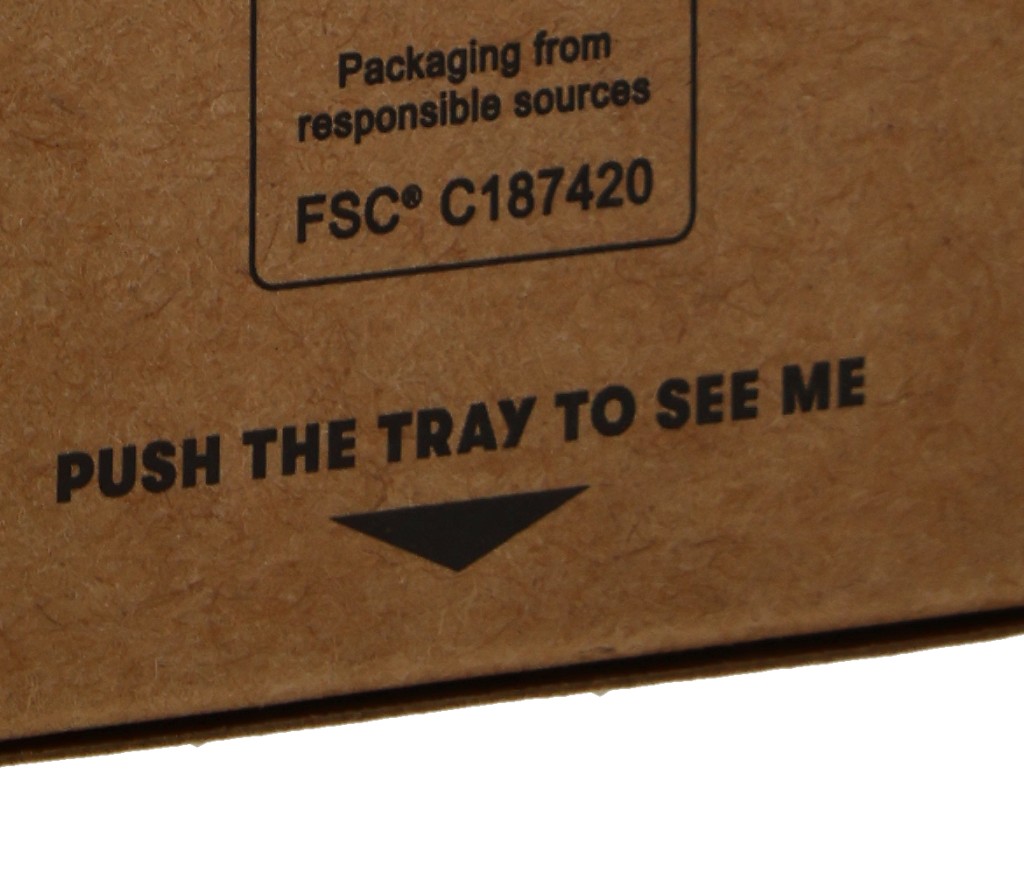 Packaging from
responsible sources
FSC® C187420
PUSH THE TRAY TO SEE ME